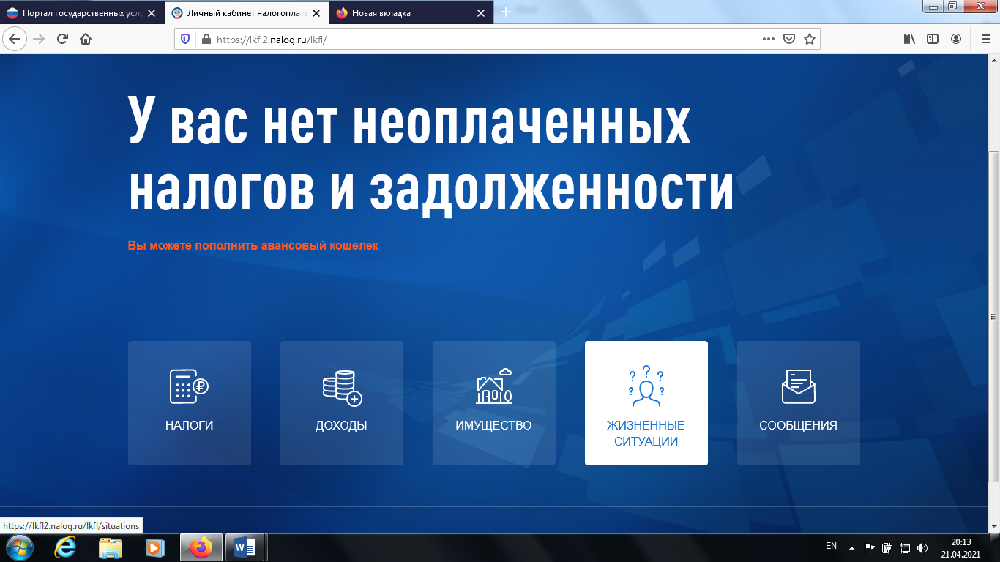 Портал государственных услу
Личный кабинет налогоплате
Новая вкладка
https://lkfl2.nalog.ru/lkfl/
У вас нет неоплаченных
налогов и задолженности
Вы можете пополнить авансовый кошелек
НАЛОГИ
ДОХОДЫ
ИМУЩЕСТВО
ЖИЗНЕННЫЕ
СИТУАЦИИ
СООБЩЕНИЯ
https://lkfl2.nalog.ru/lkfl/situations
EN
20:13
21.04.2021